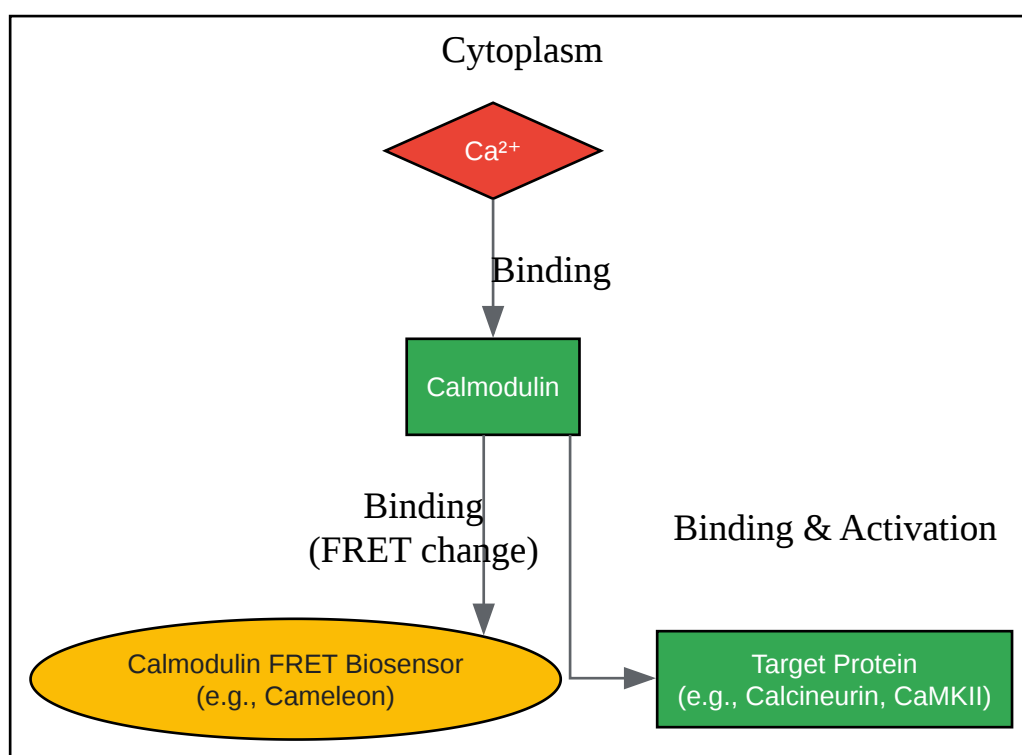 Cytoplasm
Ca²⁺
Binding
Calmodulin
Binding
(FRET change)
Binding & Activation
Calmodulin FRET Biosensor
(e.g., Cameleon)
Target Protein
(e.g., Calcineurin, CaMKII)